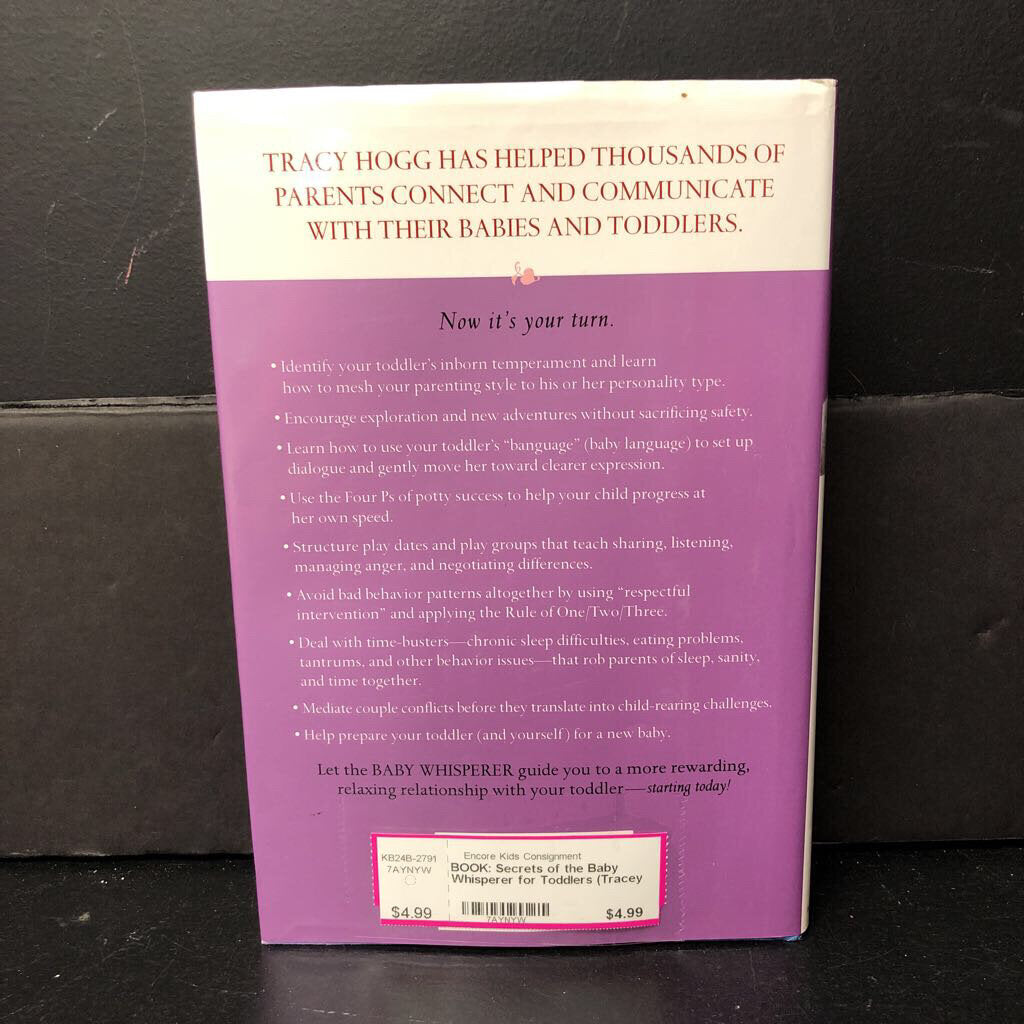 TRACY HOGG HAS HELPED THOUSANDS OF
PARENTS CONNECT AND COMMUNICATE
WITH THEIR BABIES AND TODDLERS.
Now it's your turn.
• Identify your toddler's inborn temperament and learn
how to mesh your parenting style to his or her personality type.
• Encourage exploration and new adventures without sacrificing safety.
• Learn how to use your toddler's "banguage" (baby language) to set up
dialogue and gently move her toward clearer expression.
• Use the Four Ps of potty success to help your child progress at
her own speed.
• Structure play dates and play groups that teach sharing, listening,
managing anger, and negotiating differences.
• Avoid bad behavior patterns altogether by using "respectful
intervention" and applying the Rule of One/Two/Three.
• Deal with time-busters—chronic sleep difficulties, eating problems,
tantrums, and other behavior issues—that rob parents of sleep, sanity,
and time together.
• Mediate couple conflicts before they translate into child-rearing challenges.
• Help prepare your toddler (and yourself) for a new baby.
Let the BABY WHISPERER guide you to a more rewarding,
relaxing relationship with your toddler—starting today!
KB24B-2791
7AYNYW
$4.99
Encore Kids Consignment
BOOK: Secrets of the Baby
Whisperer for Toddlers (Tracey
7AYNYW
$4.99